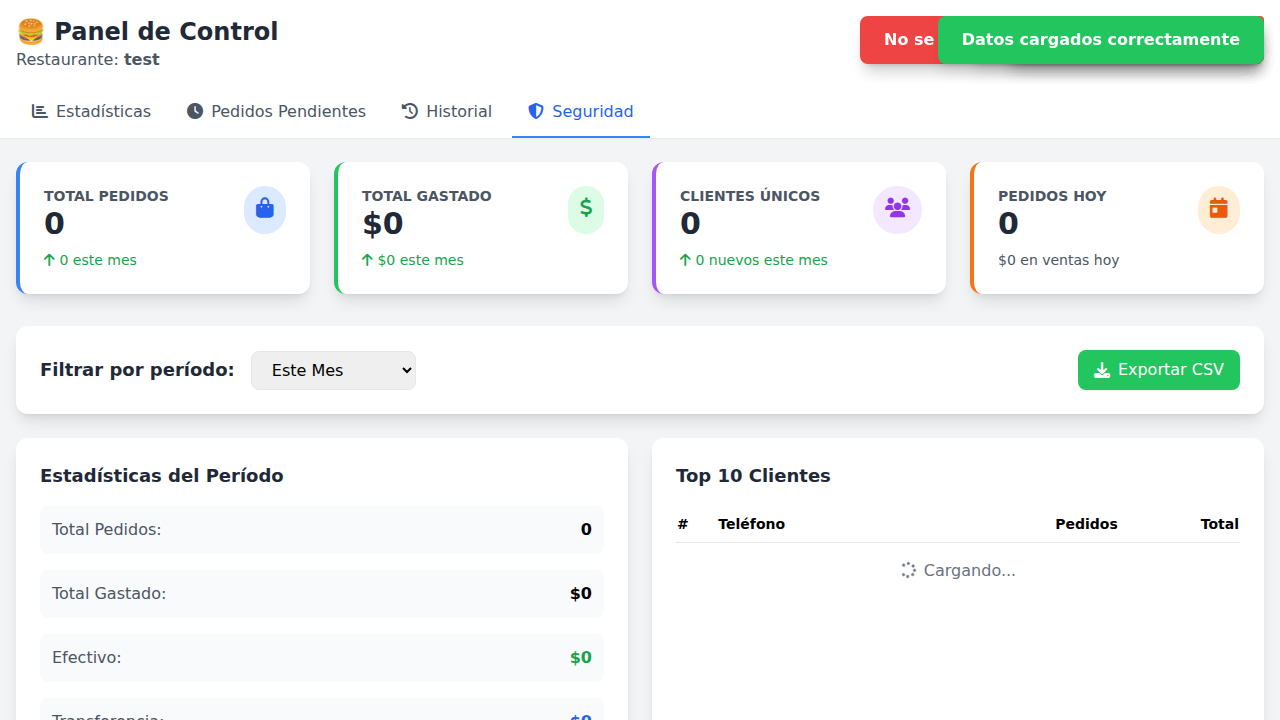 🍔 Panel de Control
Restaurante: test
No se
Datos cargados correctamente
Estadísticas
Pedidos Pendientes
Historial
Seguridad
TOTAL PEDIDOS
0
0 este mes
TOTAL GASTADO
$0
$0 este mes
CLIENTES ÚNICOS
0
0 nuevos este mes
PEDIDOS HOY
0
$0 en ventas hoy
Filtrar por período: Este Mes
Exportar CSV
Estadísticas del Período
Total Pedidos: 0
Total Gastado: $0
Efectivo: $0
Transferencia: $0
Top 10 Clientes
# Teléfono Pedidos Total
Cargando...